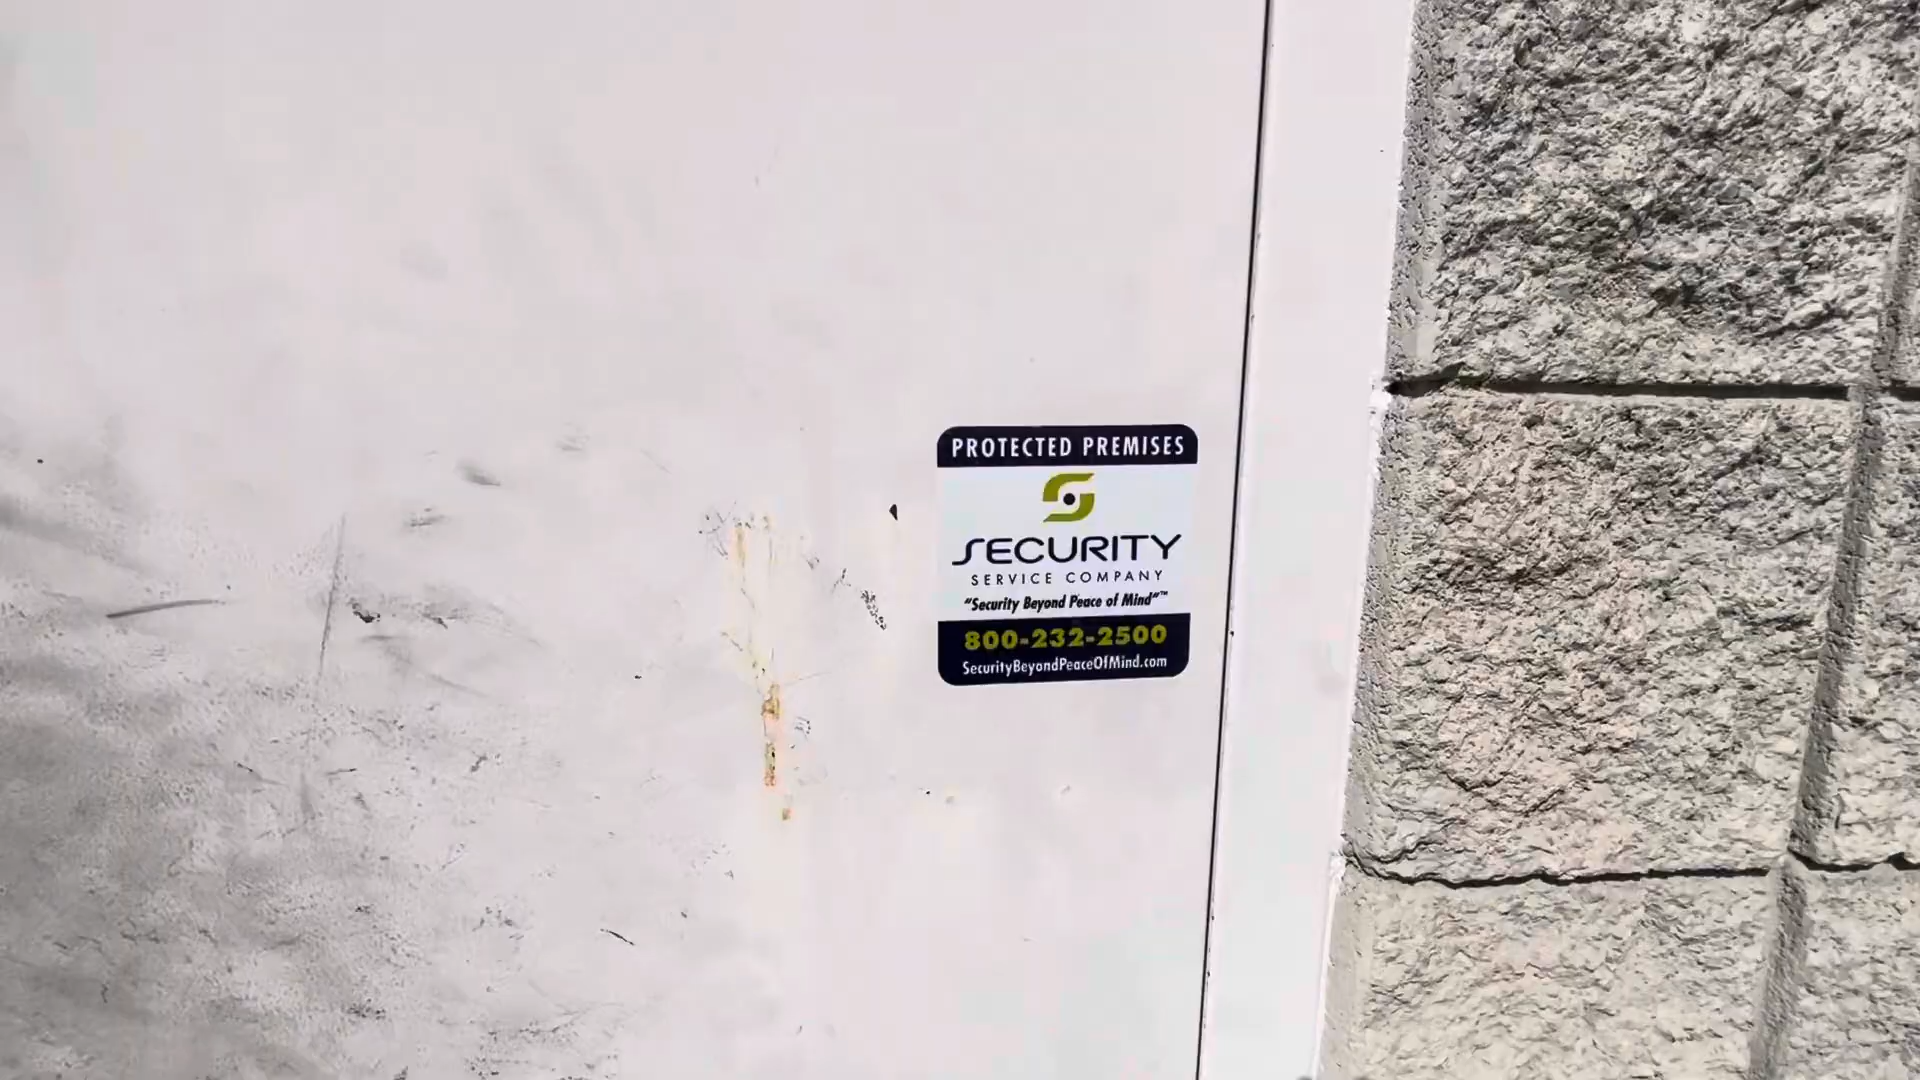 PROTECTED PREMISES
SECURITY
SERVICE COMPANY
“Security Beyond Peace of Mind”™
800-232-2500
SecurityBeyondPeaceOfMind.com